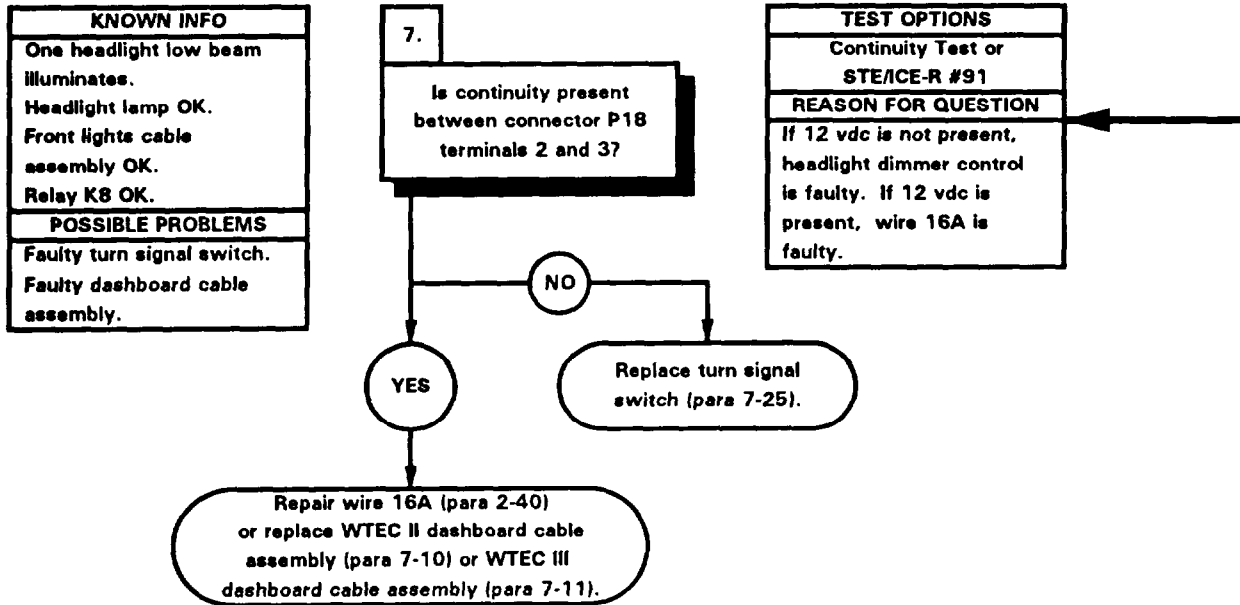 KNOWN INFO
One headlight low beam
illuminates.
Headlight lamp OK.
Front lights cable
assembly OK.
Relay K8 OK.
POSSIBLE PROBLEMS
Faulty turn signal switch.
Faulty dashboard cable
assembly.
7.
Is continuity present
between connector P18
terminals 2 and 3?
TEST OPTIONS
Continuity Test or
STE/ICE-R #91
REASON FOR QUESTION
If 12 vdc is not present,
headlight dimmer control
is faulty. If 12 vdc is
present, wire 16A is
faulty.
NO
YES
Replace turn signal
switch (para 7-25).
Repair wire 16A (para 2-40)
or replace WTEC II dashboard cable
assembly (para 7-10) or WTEC III
dashboard cable assembly (para 7-11).